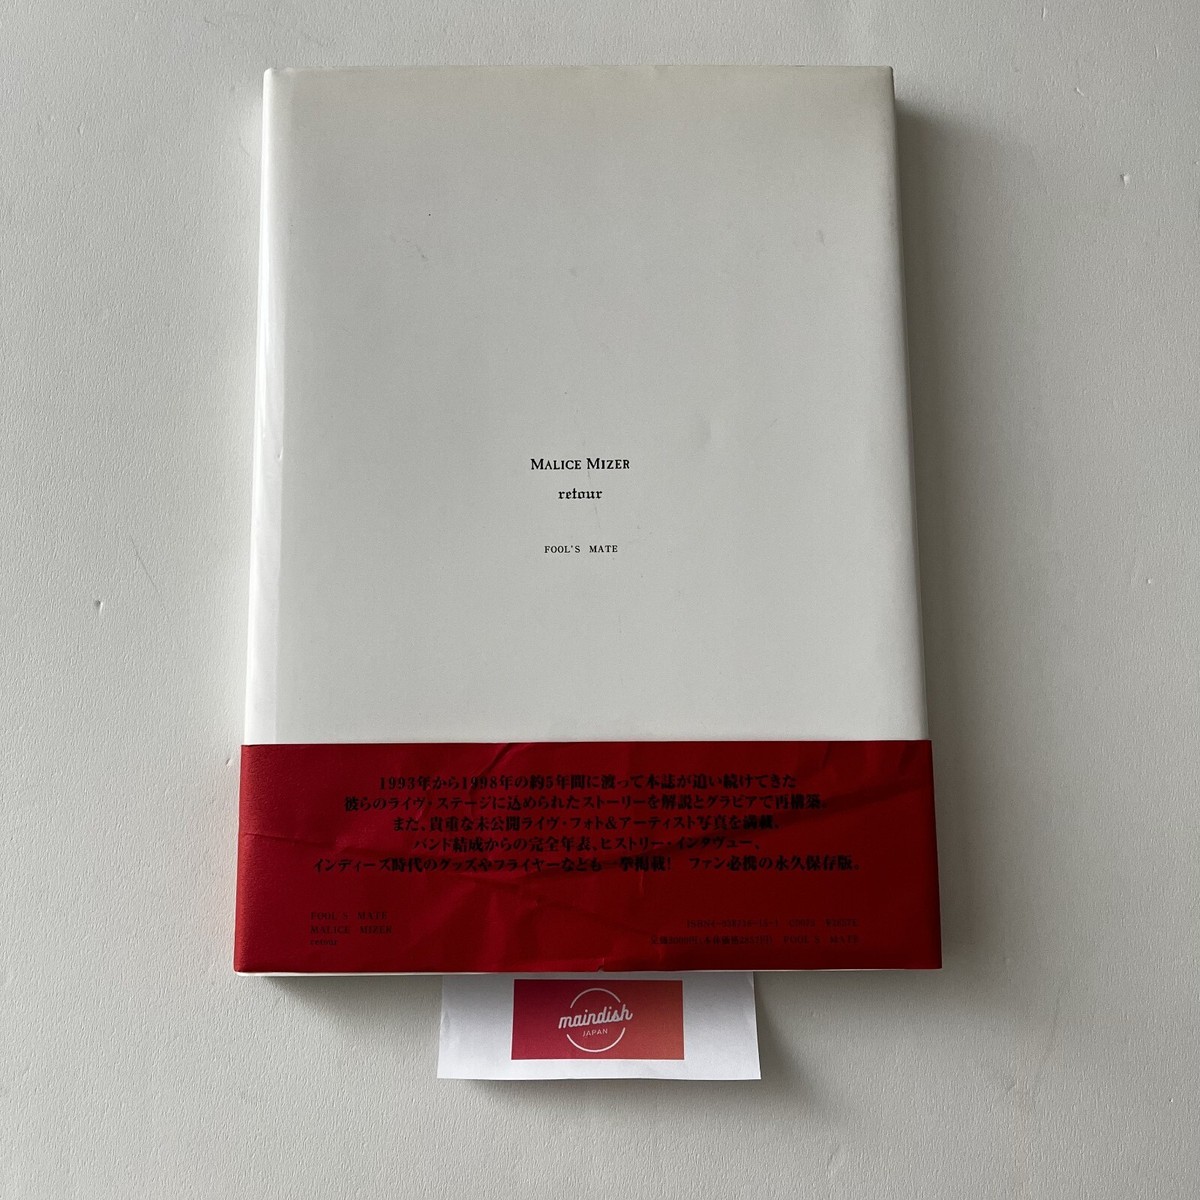 MALICE MIZER
retour
FOOL'S MATE
1993年から1998年の約5年間に渡って本誌が追い続けてきた
彼らのライヴ・ステージに込められたストーリーを解説とグラビアで再構築。
また、貴重な未公開ライヴ・フォト&アーティスト写真を満載。
バンド結成からの完全年表、ヒストリー・インタヴュー、
インディーズ時代のグッズやフライヤーなども一挙掲載! ファン必携の永久保存版。
FOOL'S MATE
MALICE MIZER
retour
FOOL'S MATE
maindish
JAPAN